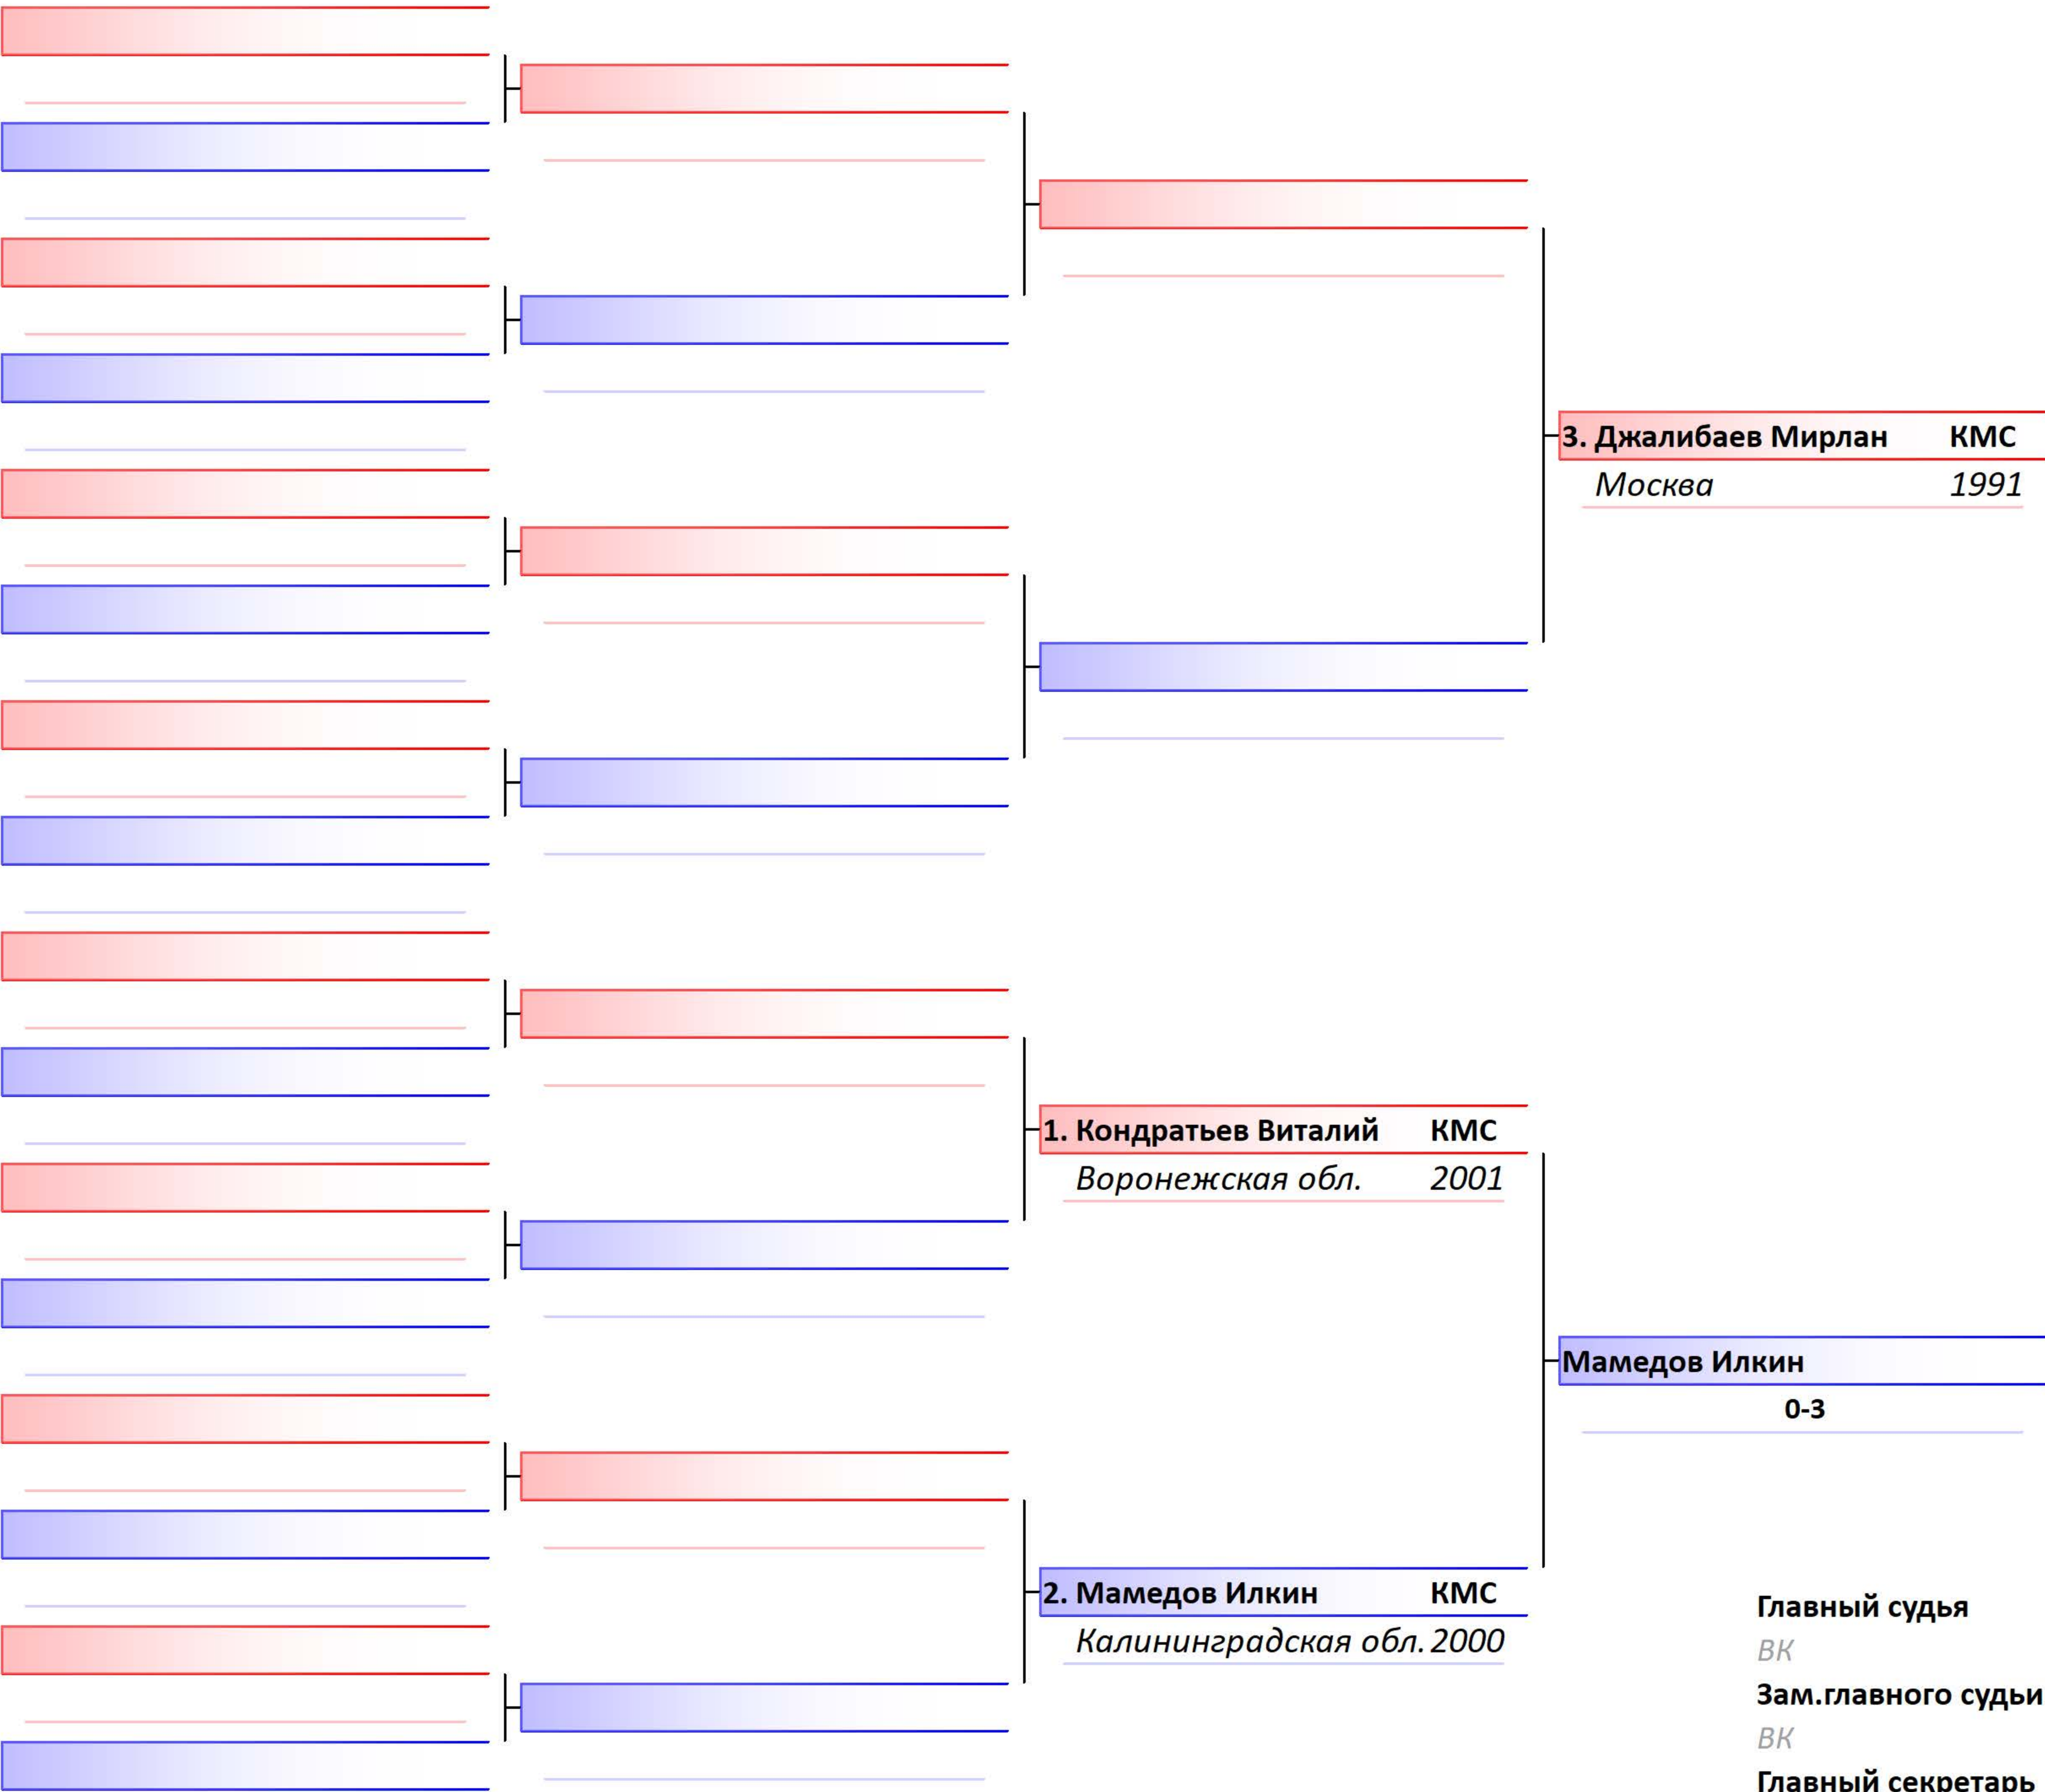 3. Джалибаев Мирлан КМС
Москва 1991
1. Кондратьев Виталий КМС
Воронежская обл. 2001
Мамедов Илкин
0-3
2. Мамедов Илкин КМС
Калининградская обл. 2000
Главный судья
ВК
Зам.главного судьи
ВК
Главный секретарь